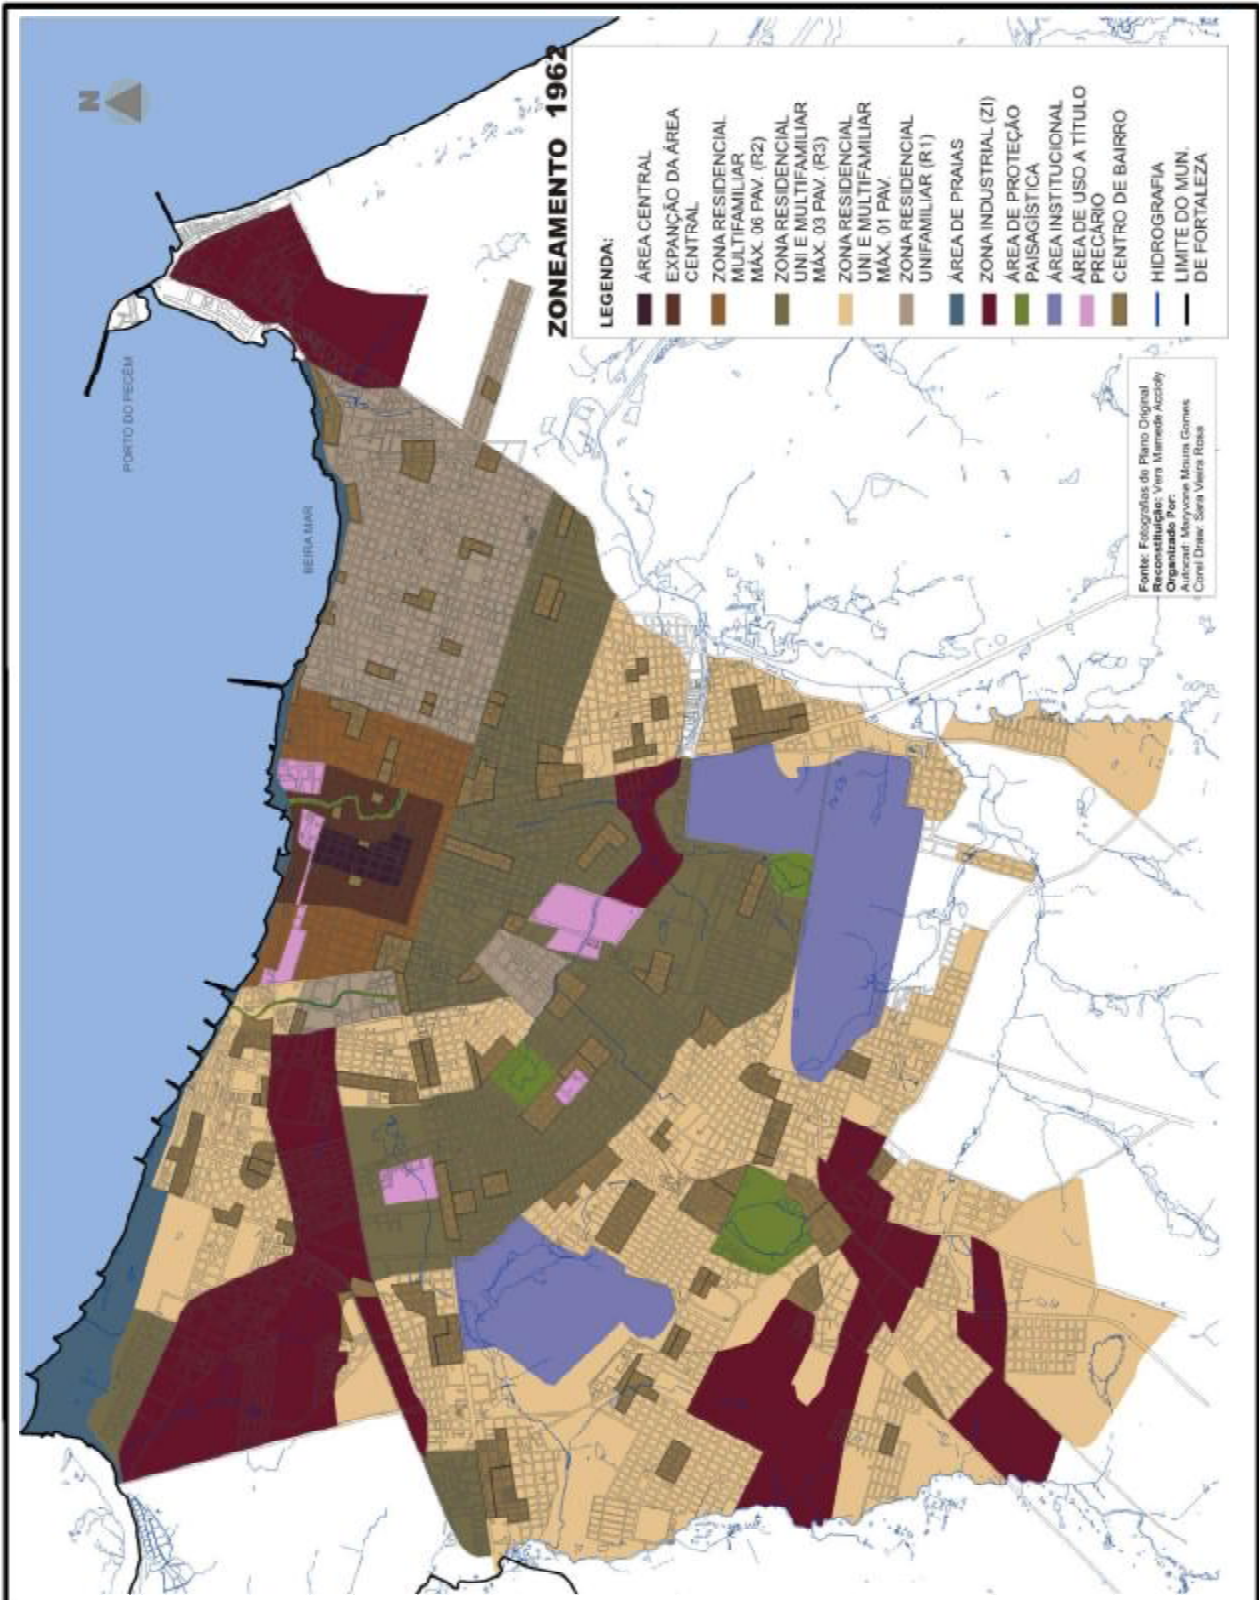 N
PORTO DO PECÉM
BEIRA MAR
ZONEAMENTO 1962
LEGENDA:
ÁREA CENTRAL
EXPANÇÃO DA ÁREA
CENTRAL
ZONA RESIDENCIAL
MULTIFAMILIAR
MÁX. 06 PAV. (R2)
ZONA RESIDENCIAL
UNI E MULTIFAMILIAR
MÁX. 03 PAV. (R3)
ZONA RESIDENCIAL
UNI E MULTIFAMILIAR
MÁX. 01 PAV.
ZONA RESIDENCIAL
UNIFAMILIAR (R1)
ÁREA DE PRAIAS
ZONA INDUSTRIAL (ZI)
ÁREA DE PROTEÇÃO
PAISAGÍSTICA
ÁREA INSTITUCIONAL
ÁREA DE USO A TÍTULO
PRECÁRIO
CENTRO DE BAIRRO
HIDROGRAFIA
LIMITE DO MUN.
DE FORTALEZA
Fonte: Fotografias do Plano Original
Reconstituição: Vera Mamede Accioly
Organizado Por:
Autocad: Maryvone Moura Gomes
Corel Draw: Sara Vieira Rosa